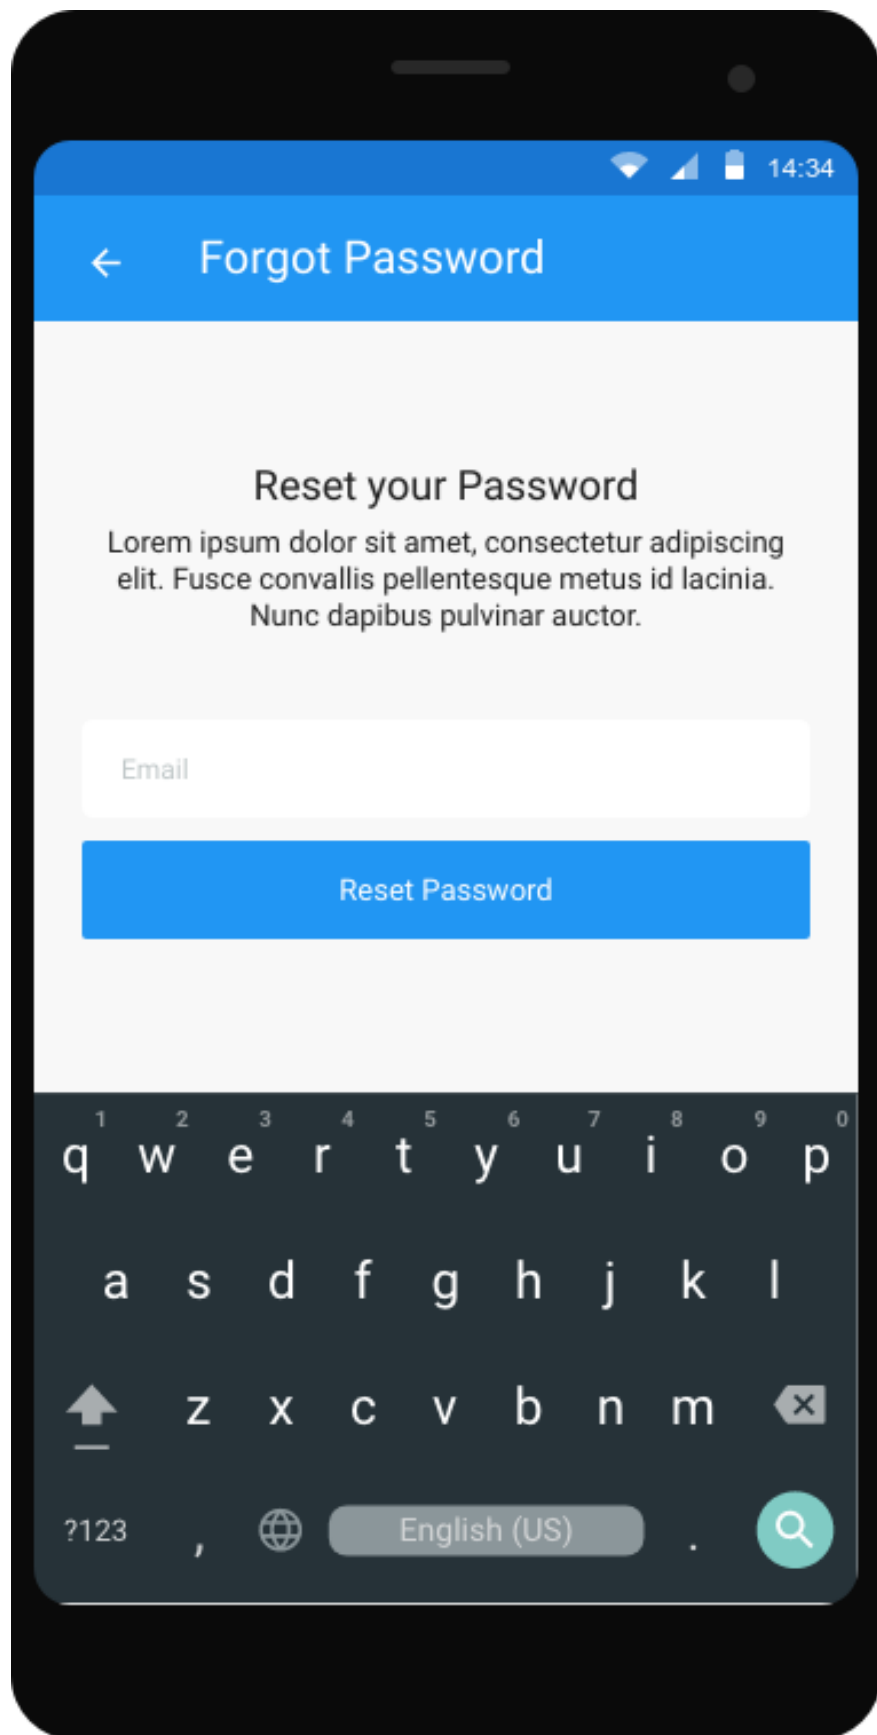 14:34
Forgot Password
Reset your Password
Lorem ipsum dolor sit amet, consectetur adipiscing
elit. Fusce convallis pellentesque metus id lacinia.
Nunc dapibus pulvinar auctor.
Email
Reset Password
1 2 3 4 5 6 7 8 9 0
q w e r t y u i o p
a s d f g h j k l
z x c v b n m
?123 , English (US) .